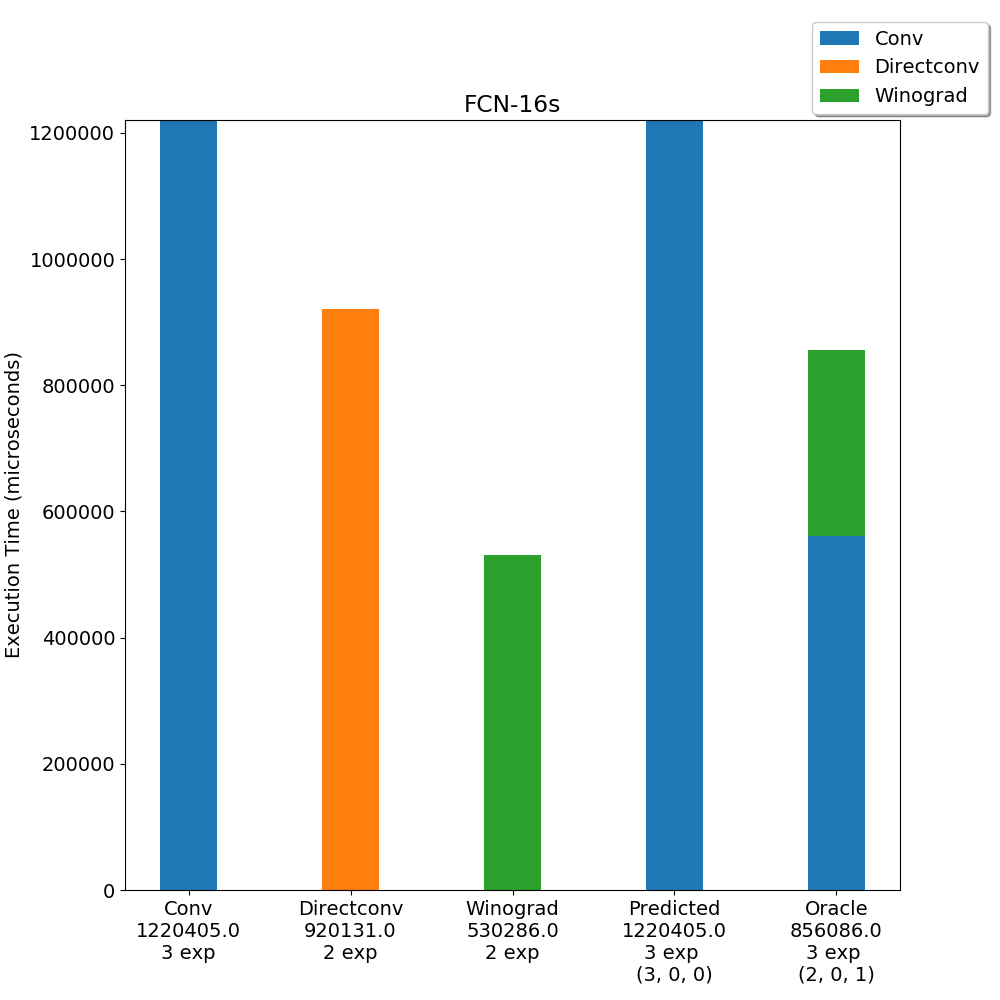 Conv
Directconv
Winograd
FCN-16s
Execution Time (microseconds)
1200000
1000000
800000
600000
400000
200000
0
Conv
1220405.0
3 exp
Directconv
920131.0
2 exp
Winograd
530286.0
2 exp
Predicted
1220405.0
3 exp
(3, 0, 0)
Oracle
856086.0
3 exp
(2, 0, 1)